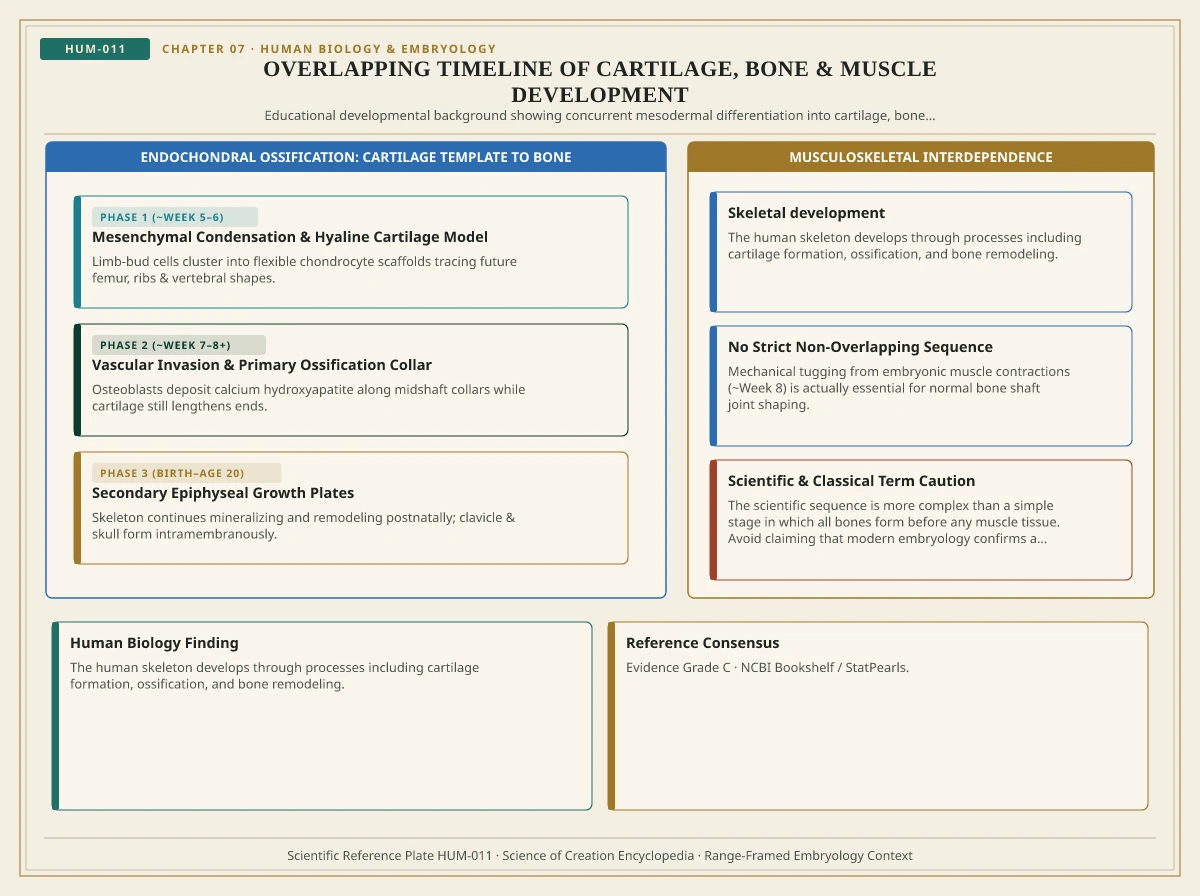 HUM-011
CHAPTER 07 · HUMAN BIOLOGY & EMBRYOLOGY
OVERLAPPING TIMELINE OF CARTILAGE, BONE & MUSCLE
DEVELOPMENT
Educational developmental background showing concurrent mesodermal differentiation into cartilage, bone...
ENDOCHONDRAL OSSIFICATION: CARTILAGE TEMPLATE TO BONE
PHASE 1 (~WEEK 5–6)
Mesenchymal Condensation & Hyaline Cartilage Model
Limb-bud cells cluster into flexible chondrocyte scaffolds tracing future
femur, ribs & vertebral shapes.
PHASE 2 (~WEEK 7–8+)
Vascular Invasion & Primary Ossification Collar
Osteoblasts deposit calcium hydroxyapatite along midshaft collars while
cartilage still lengthens ends.
PHASE 3 (BIRTH–AGE 20)
Secondary Epiphyseal Growth Plates
Skeleton continues mineralizing and remodeling postnatally; clavicle &
skull form intramembranously.
MUSCULOSKELETAL INTERDEPENDENCE
Skeletal development
The human skeleton develops through processes including
cartilage formation, ossification, and bone remodeling.
No Strict Non-Overlapping Sequence
Mechanical tugging from embryonic muscle contractions
(~Week 8) is actually essential for normal bone shaft
joint shaping.
Scientific & Classical Term Caution
The scientific sequence is more complex than a simple
stage in which all bones form before any muscle tissue.
Avoid claiming that modern embryology confirms a...
Human Biology Finding
The human skeleton develops through processes including cartilage
formation, ossification, and bone remodeling.
Reference Consensus
Evidence Grade C · NCBI Bookshelf / StatPearls.
Scientific Reference Plate HUM-011 · Science of Creation Encyclopedia · Range-Framed Embryology Context